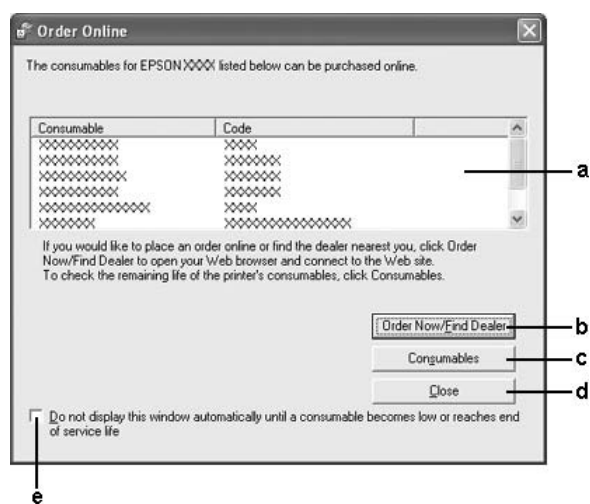 Order Online
The consumables for EPSON XXXX listed below can be purchased online.
Consumable Code
XXXXXXXXXX XXXX
XXXXXXXXXX XXXXXXX
XXXXXXXXXXX XXXXXXX
XXXXXXXXXX XXXXXXX
XXXXXXXXXXXXXX XXXX
XXXXXXX XXXXXXXXXXXXXXXX
a
If you would like to place an order online or find the dealer nearest you, click Order
Now/Find Dealer to open your Web browser and connect to the Web site.
To check the remaining life of the printer's consumables, click Consumables.
Order Now/Find Dealer b
Consumables c
Close d
Do not display this window automatically until a consumable becomes low or reaches end
of service life
e